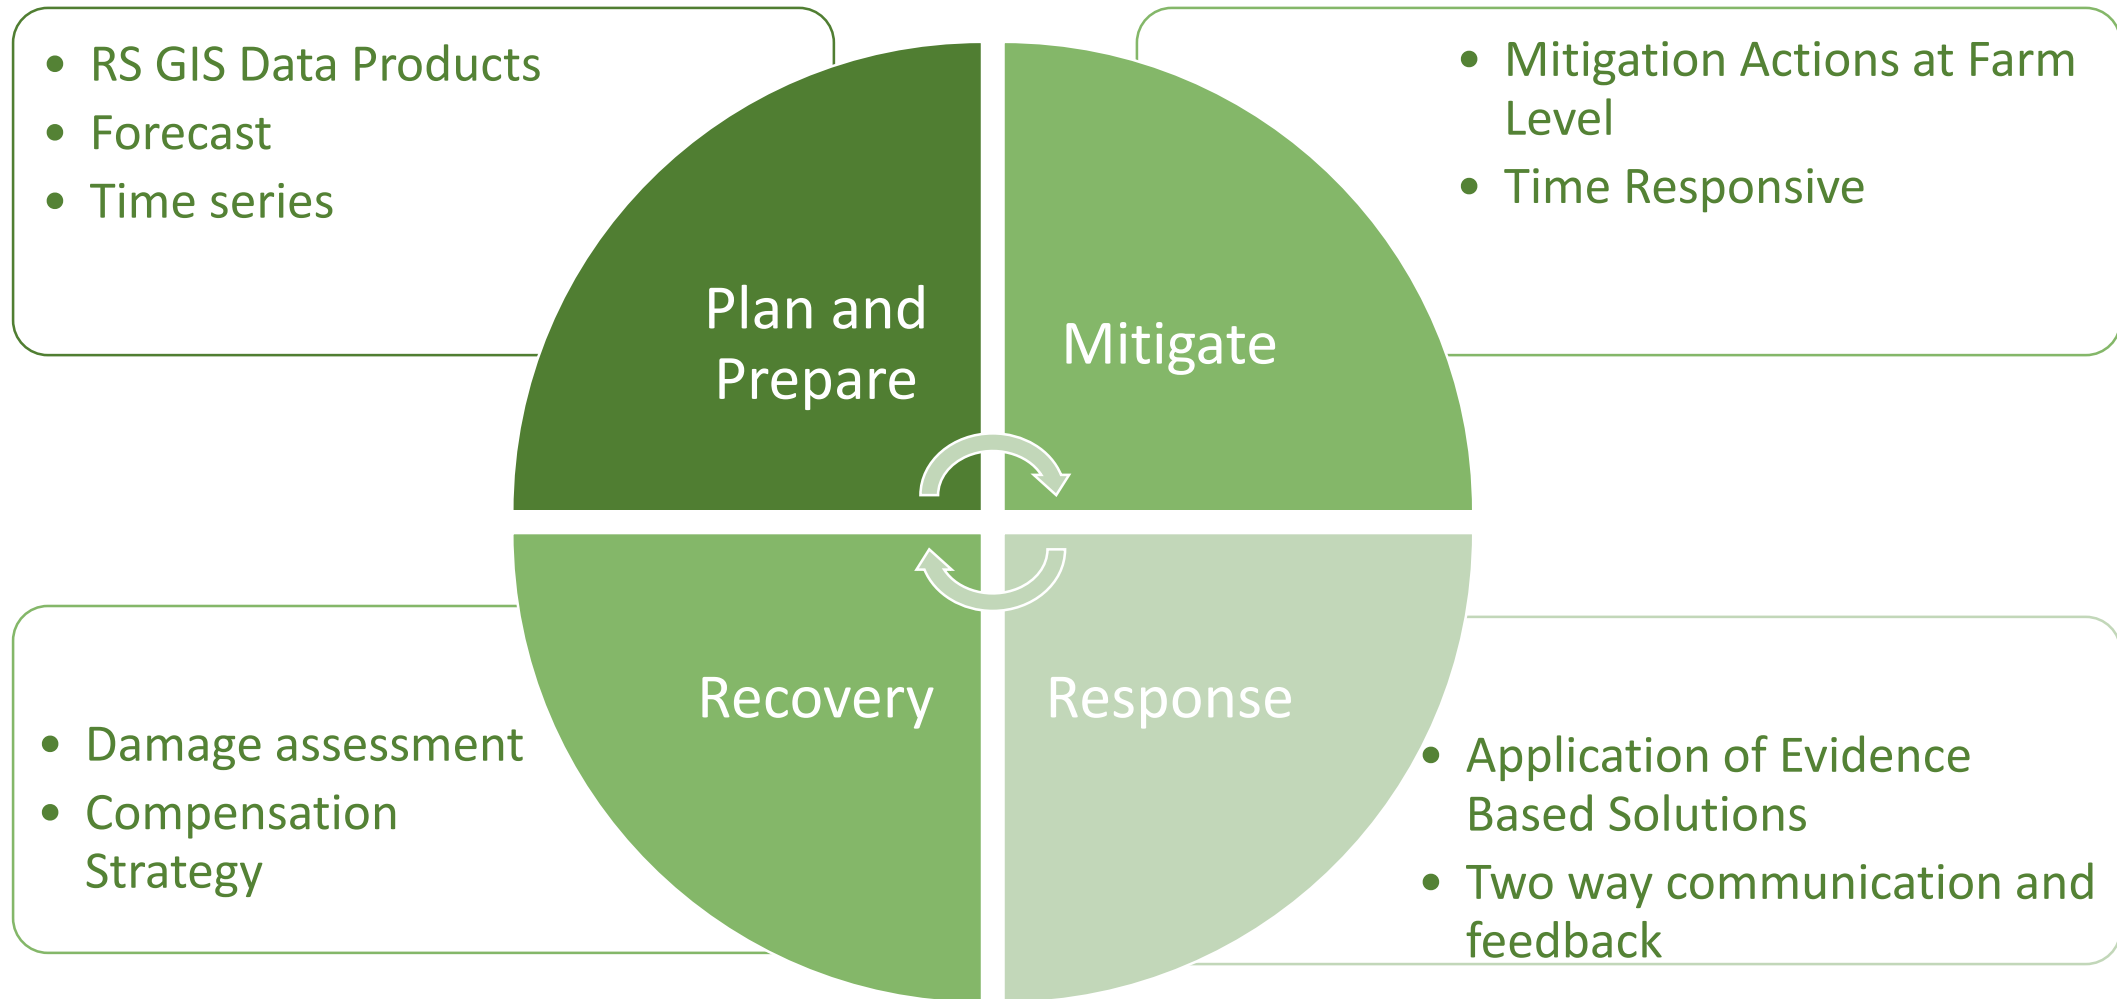 • RS GIS Data Products
• Forecast
• Time series
• Mitigation Actions at Farm
Level
• Time Responsive
Plan and
Prepare
Mitigate
Recovery
Response
• Damage assessment
• Compensation
Strategy
• Application of Evidence
Based Solutions
• Two way communication and
feedback